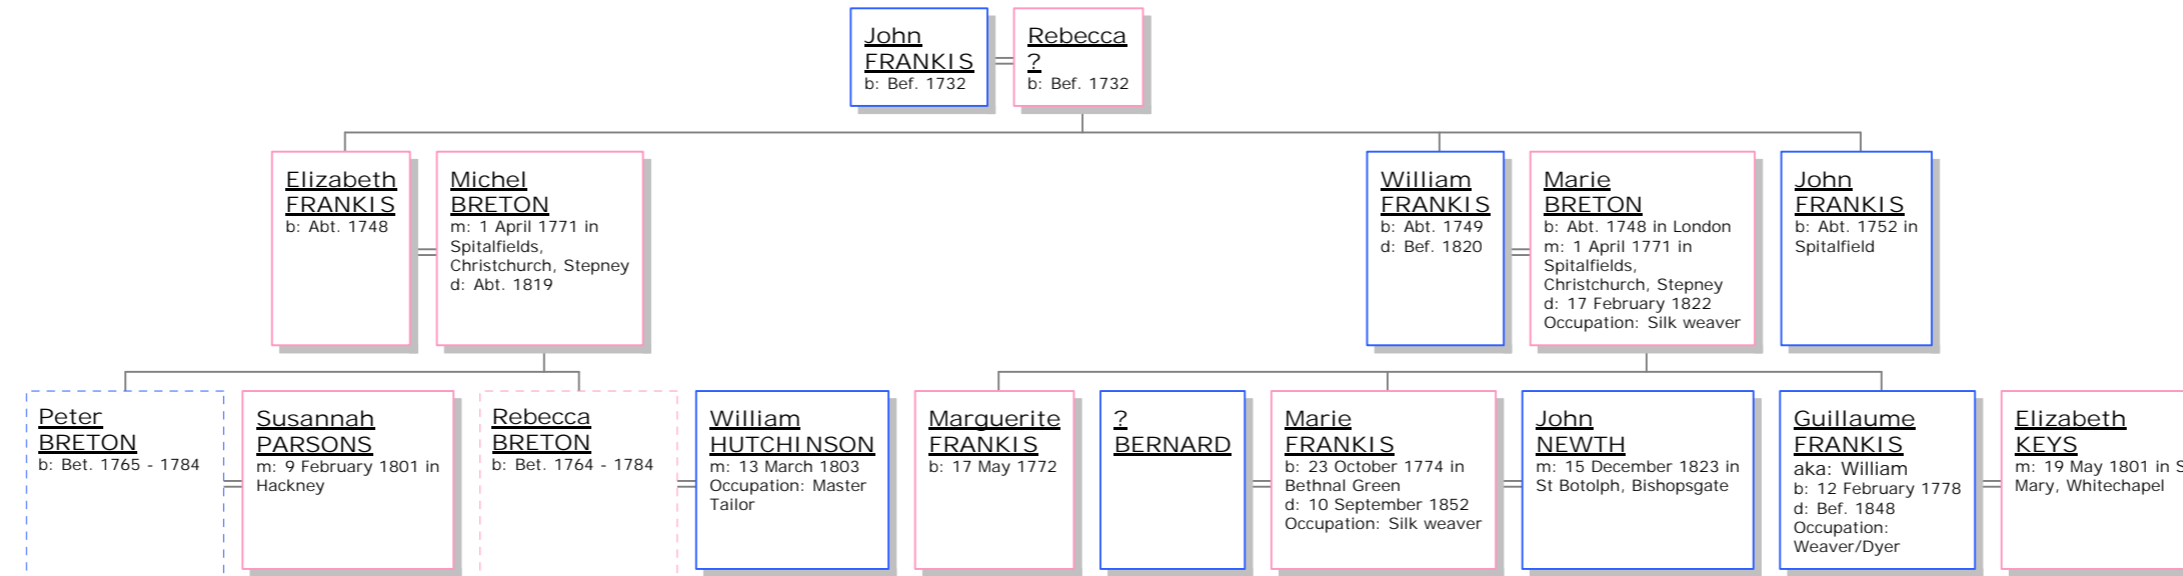 John
FRANKIS
b: Bef. 1732
Rebecca
?
b: Bef. 1732
Elizabeth
FRANKIS
b: Abt. 1748
Michel
BRETON
m: 1 April 1771 in
Spitalfields,
Christchurch, Stepney
d: Abt. 1819
William
FRANKIS
b: Abt. 1749
d: Bef. 1820
Marie
BRETON
b: Abt. 1748 in London
m: 1 April 1771 in
Spitalfields,
Christchurch, Stepney
d: 17 February 1822
Occupation: Silk weaver
John
FRANKIS
b: Abt. 1752 in
Spitalfield
Peter
BRETON
b: Bet. 1765 - 1784
Susannah
PARSONS
m: 9 February 1801 in
Hackney
Rebecca
BRETON
b: Bet. 1764 - 1784
William
HUTCHINSON
m: 13 March 1803
Occupation: Master
Tailor
Marguerite
FRANKIS
b: 17 May 1772
?
BERNARD
Marie
FRANKIS
b: 23 October 1774 in
Bethnal Green
d: 10 September 1852
Occupation: Silk weaver
John
NEWTH
m: 15 December 1823 in
St Botolph, Bishopsgate
Guillaume
FRANKIS
aka: William
b: 12 February 1778
d: Bef. 1848
Occupation:
Weaver/Dyer
Elizabeth
KEYS
m: 19 May 1801 in
Mary, Whitechapel